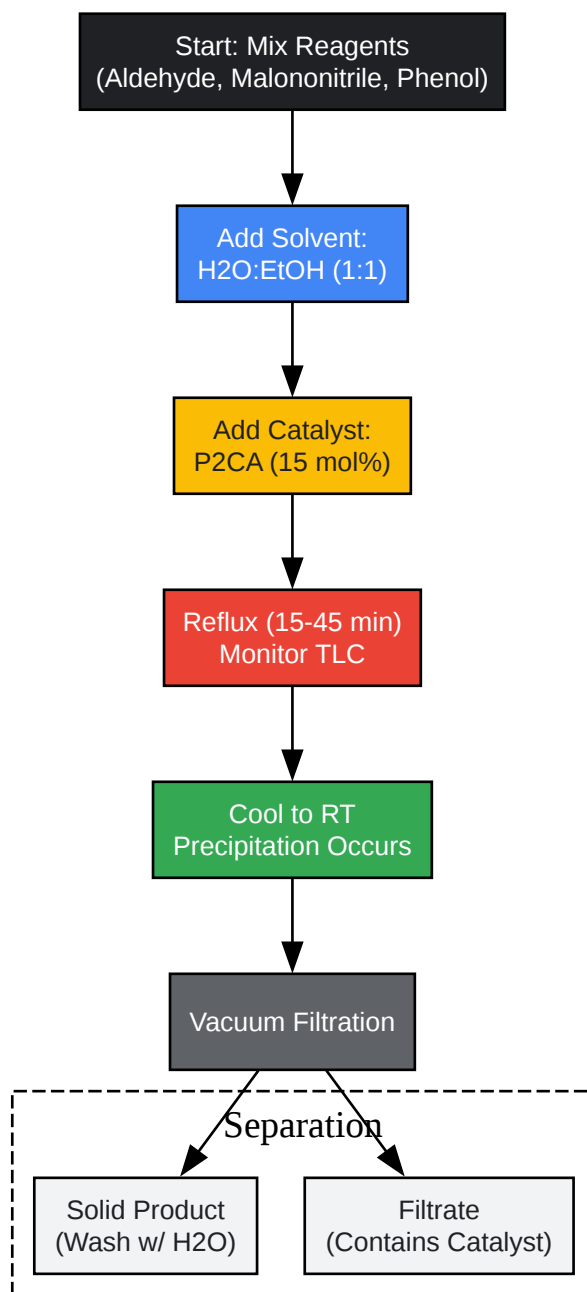 Start: Mix Reagents
(Aldehyde, Malononitrile, Phenol)
Add Solvent:
H2O:EtOH (1:1)
Add Catalyst:
P2CA (15 mol%)
Reflux (15-45 min)
Monitor TLC
Cool to RT
Precipitation Occurs
Vacuum Filtration
Separation
Solid Product
(Wash w/ H2O)
Filtrate
(Contains Catalyst)